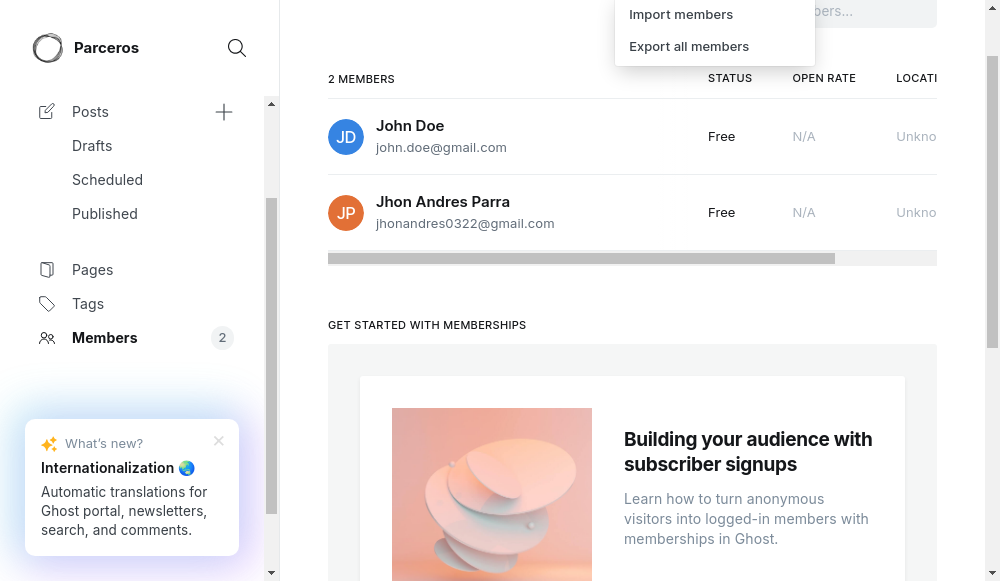 Parceros
Posts
Drafts
Scheduled
Published
Pages
Tags
Members 2
What's new?
Internationalization
Automatic translations for
Ghost portal, newsletters,
search, and comments.
Import members
Export all members
2 MEMBERS STATUS OPEN RATE LOCATI
JD
John Doe
john.doe@gmail.com
Free N/A Unkno
JP
Jhon Andres Parra
jhonandres0322@gmail.com
Free N/A Unkno
GET STARTED WITH MEMBERSHIPS
Building your audience with
subscriber signups
Learn how to turn anonymous
visitors into logged-in members with
memberships in Ghost.